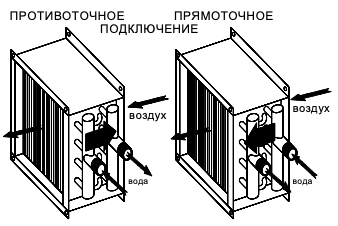 ПРОТИВОТОЧНОЕ ПРЯМОТОЧНОЕ
ПОДКЛЮЧЕНИЕ
воздух воздух
вода вода